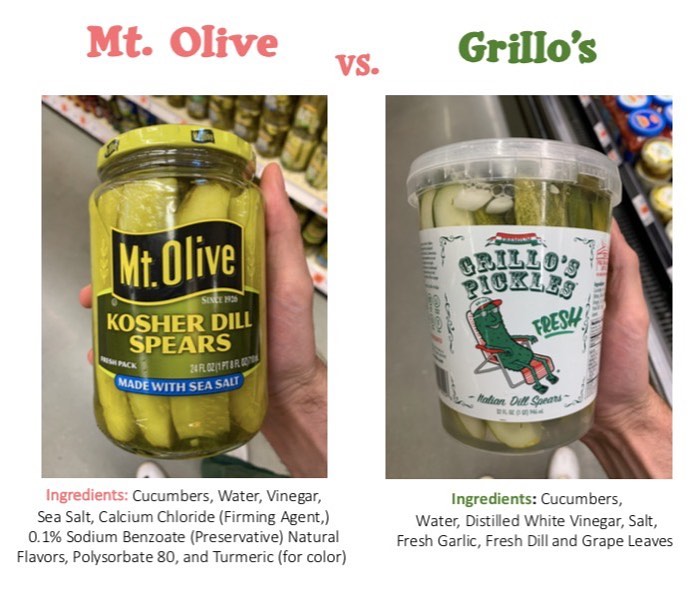 Mt. Olive
vs.
Grillo's
Mt. Olive
SINCE 1926
KOSHER DILL
SPEARS
FRESH PACK
24 FL OZ (1 PT 8 FL OZ)
MADE WITH SEA SALT
GRILLO'S
PICKLES
FRESH
Italian Dill Spears
Ingredients: Cucumbers, Water, Vinegar,
Sea Salt, Calcium Chloride (Firming Agent,)
0.1% Sodium Benzoate (Preservative) Natural
Flavors, Polysorbate 80, and Turmeric (for color)
Ingredients: Cucumbers,
Water, Distilled White Vinegar, Salt,
Fresh Garlic, Fresh Dill and Grape Leaves